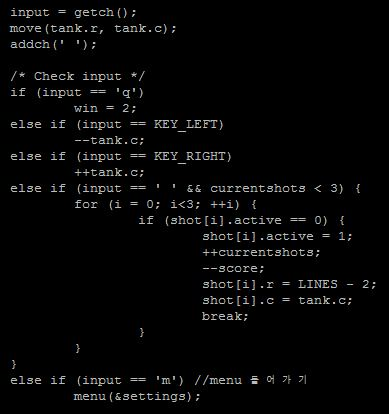 input = getch();
move(tank.r, tank.c);
addch(' ');

/* Check input */
if (input == 'q')
        win = 2;
else if (input == KEY_LEFT)
        --tank.c;
else if (input == KEY_RIGHT)
        ++tank.c;
else if (input == ' ' && currentshots < 3) {
        for (i = 0; i<3; ++i) {
                if (shot[i].active == 0) {
                        shot[i].active = 1;
                        ++currentshots;
                        --score;
                        shot[i].r = LINES - 2;
                        shot[i].c = tank.c;
                        break;
                }
        }
}
else if (input == 'm') //menu 들어가기
        menu(&settings);